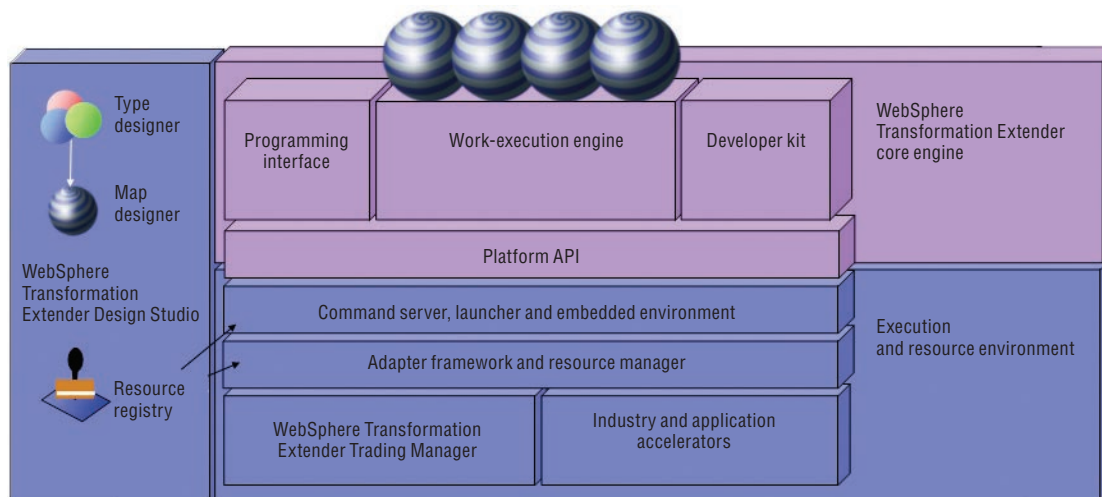 Type
designer
Map
designer
WebSphere
Transformation
Extender Design Studio
Resource
registry
Programming
interface
Work-execution engine
Developer kit
WebSphere
Transformation Extender
core engine
Platform API
Command server, launcher and embedded environment
Adapter framework and resource manager
Execution
and resource environment
WebSphere Transformation
Extender Trading Manager
Industry and application
accelerators